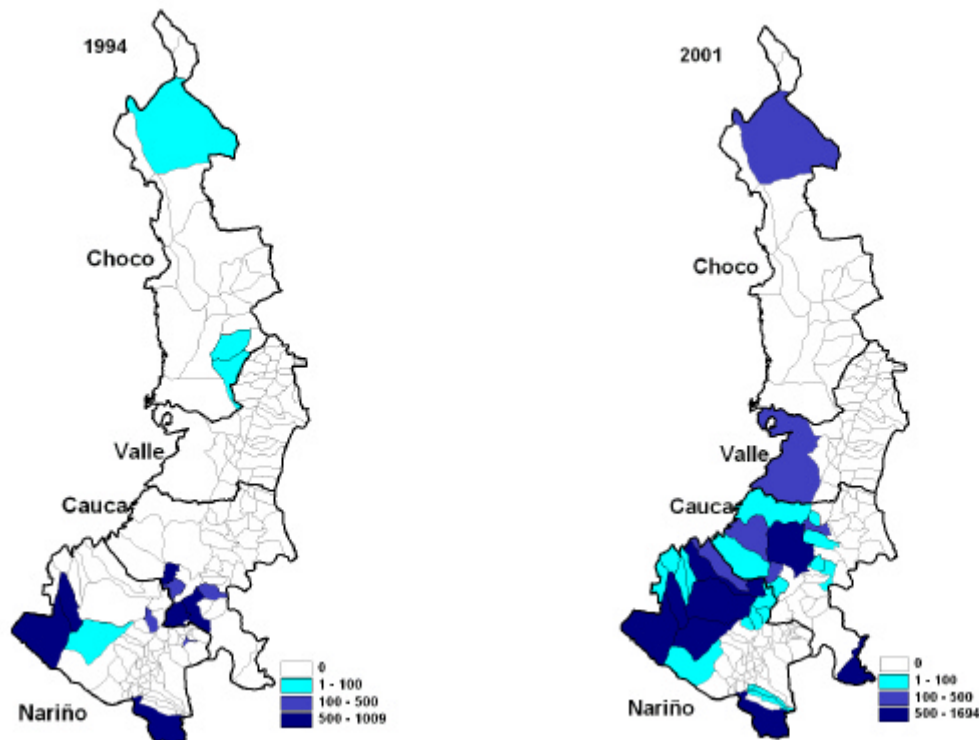 1994
Choco
Valle
Cauca
Nariño
0
1 - 100
100 - 500
500 - 1009
2001
Choco
Valle
Cauca
Nariño
0
1 - 100
100 - 500
500 - 1694